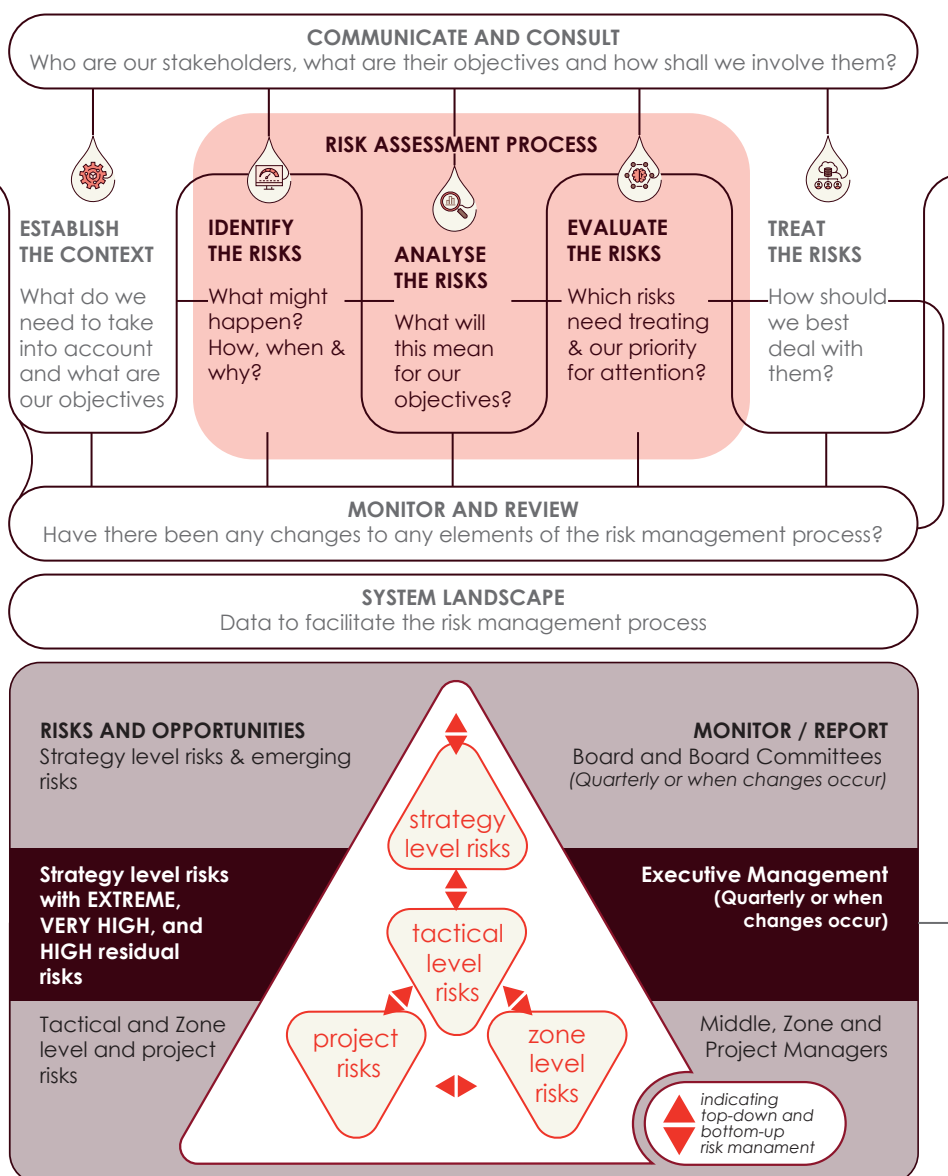 COMMUNICATE AND CONSULT
Who are our stakeholders, what are their objectives and how shall we involve them?
RISK ASSESSMENT PROCESS
ESTABLISH
THE CONTEXT
What do we
need to take
into account
and what are
our objectives
IDENTIFY
THE RISKS
What might
happen?
How, when &
why?
ANALYSE
THE RISKS
What will
this mean
for our
objectives?
EVALUATE
THE RISKS
Which risks
need treating
& our priority
for attention?
TREAT
THE RISKS
How should
we best
deal with
them?
MONITOR AND REVIEW
Have there been any changes to any elements of the risk management process?
SYSTEM LANDSCAPE
Data to facilitate the risk management process
RISKS AND OPPORTUNITIES
Strategy level risks & emerging
risks
MONITOR / REPORT
Board and Board Committees
(Quarterly or when changes occur)
strategy
level risks
Strategy level risks
with EXTREME,
VERY HIGH, and
HIGH residual
risks
Executive Management
(Quarterly or when
changes occur)
tactical
level
risks
Tactical and Zone
level and project
risks
project
risks
zone
level
risks
Middle, Zone and
Project Managers
indicating
top-down and
bottom-up
risk manament